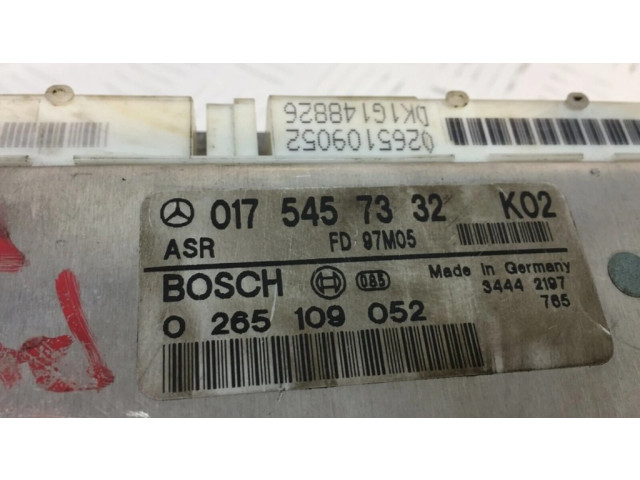 0265109052
DK1G148826
017 545 73 32 K02
ASR FD 97M05
BOSCH 085 Made In Germany
3444 2197
0 265 109 052 765